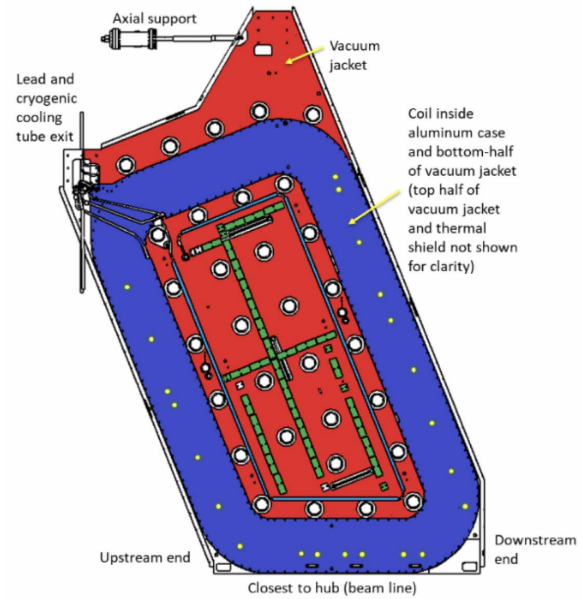 Axial support
Vacuum
jacket
Lead and
cryogenic
cooling
tube exit
Coil inside
aluminum case
and bottom-half
of vacuum jacket
(top half of
vacuum jacket
and thermal
shield not shown
for clarity)
Upstream end
Downstream
end
Closest to hub (beam line)